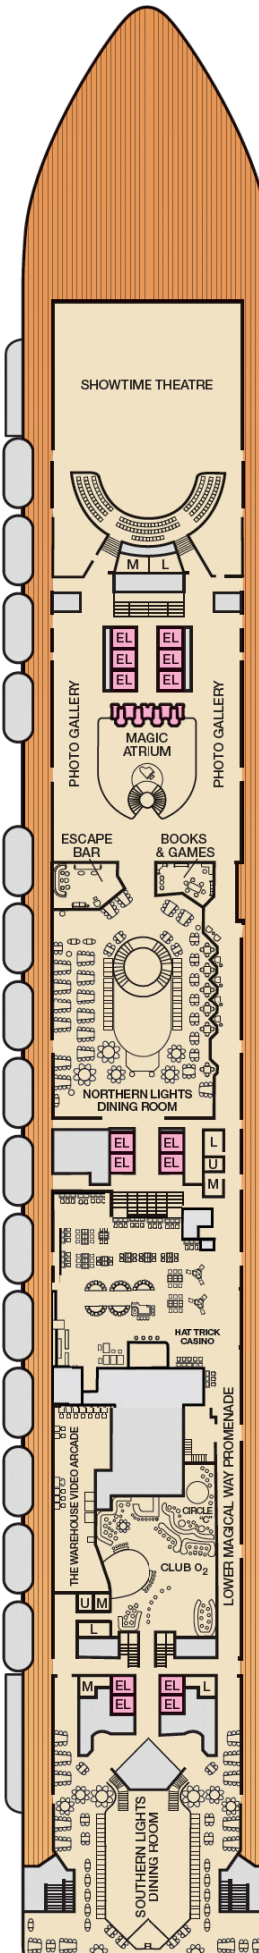 SHOWTIME THEATRE
M L
EL EL
EL EL
EL EL
PHOTO GALLERY
PHOTO GALLERY
MAGIC
ATRIUM
ESCAPE
BAR
BOOKS
& GAMES
NORTHERN LIGHTS
DINING ROOM
EL EL L
EL EL U
M
HAT TRICK
CASINO
LOWER MAGICAL WAY PROMENADE
THE WAREHOUSE VIDEO ARCADE
CIRCLE
"C"
CLUB O2
U M
L
M EL EL L
EL EL
SOUTHERN LIGHTS
DINING ROOM